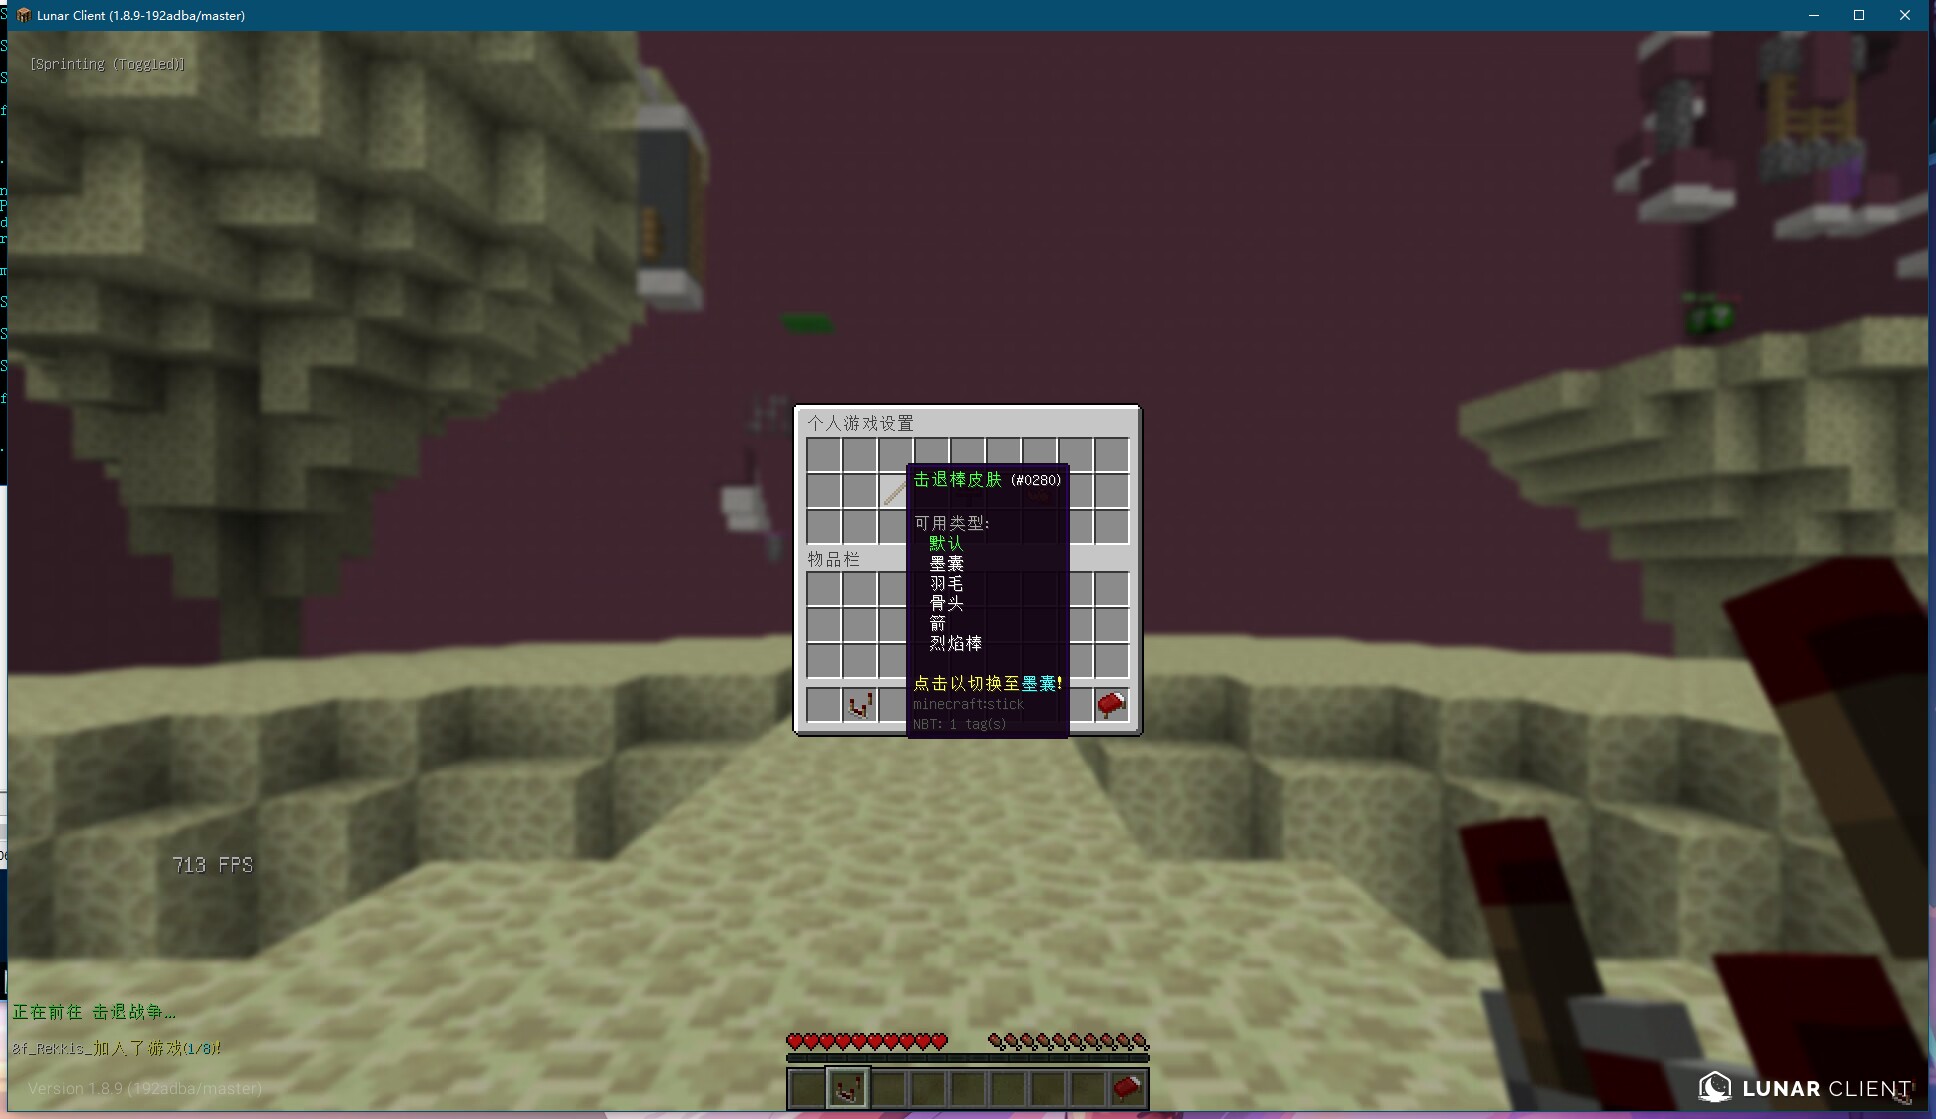 Lunar Client (1.8.9-192adba/master)
[Sprinting (Toggled)]
个人游戏设置
击退棒皮肤 (#0280)
可用类型:
默认
墨囊
羽毛
骨头
箭
烈焰棒
点击以切换至墨囊!
minecraft:stick
NBT: 1 tag(s)
物品栏
713 FPS
正在前往 击退战争...
&f_Rekkis_加入了游戏(1/8)!
Version 1.8.9 (192adba/master)
LUNAR CLIENT